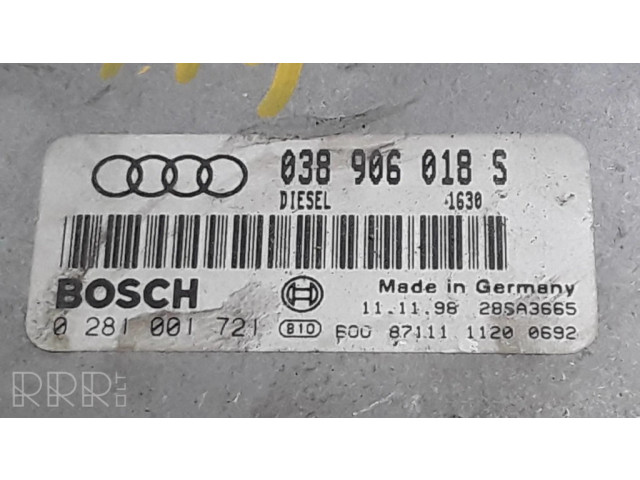 038 906 018 S
DIESEL 1630
BOSCH
Made in Germany
11.11.98 28SA3665
0 281 001 721 810 600 87111 1120 0692
RRR.LT